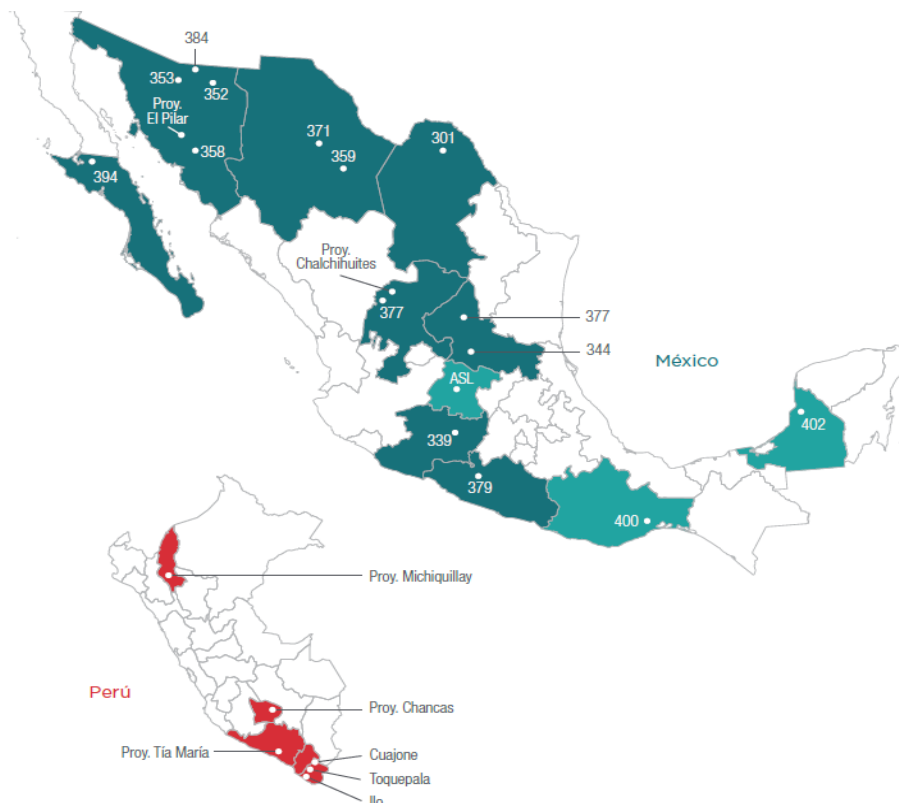 384
353
352
Proy.
El Pilar
358
394
371
359
301
Proy.
Chalchihuites
377
377
344
México
ASL
339
379
402
400
Proy. Michiquillay
Perú
Proy. Chancas
Proy. Tía María
Cuajone
Toquepala
Ilo